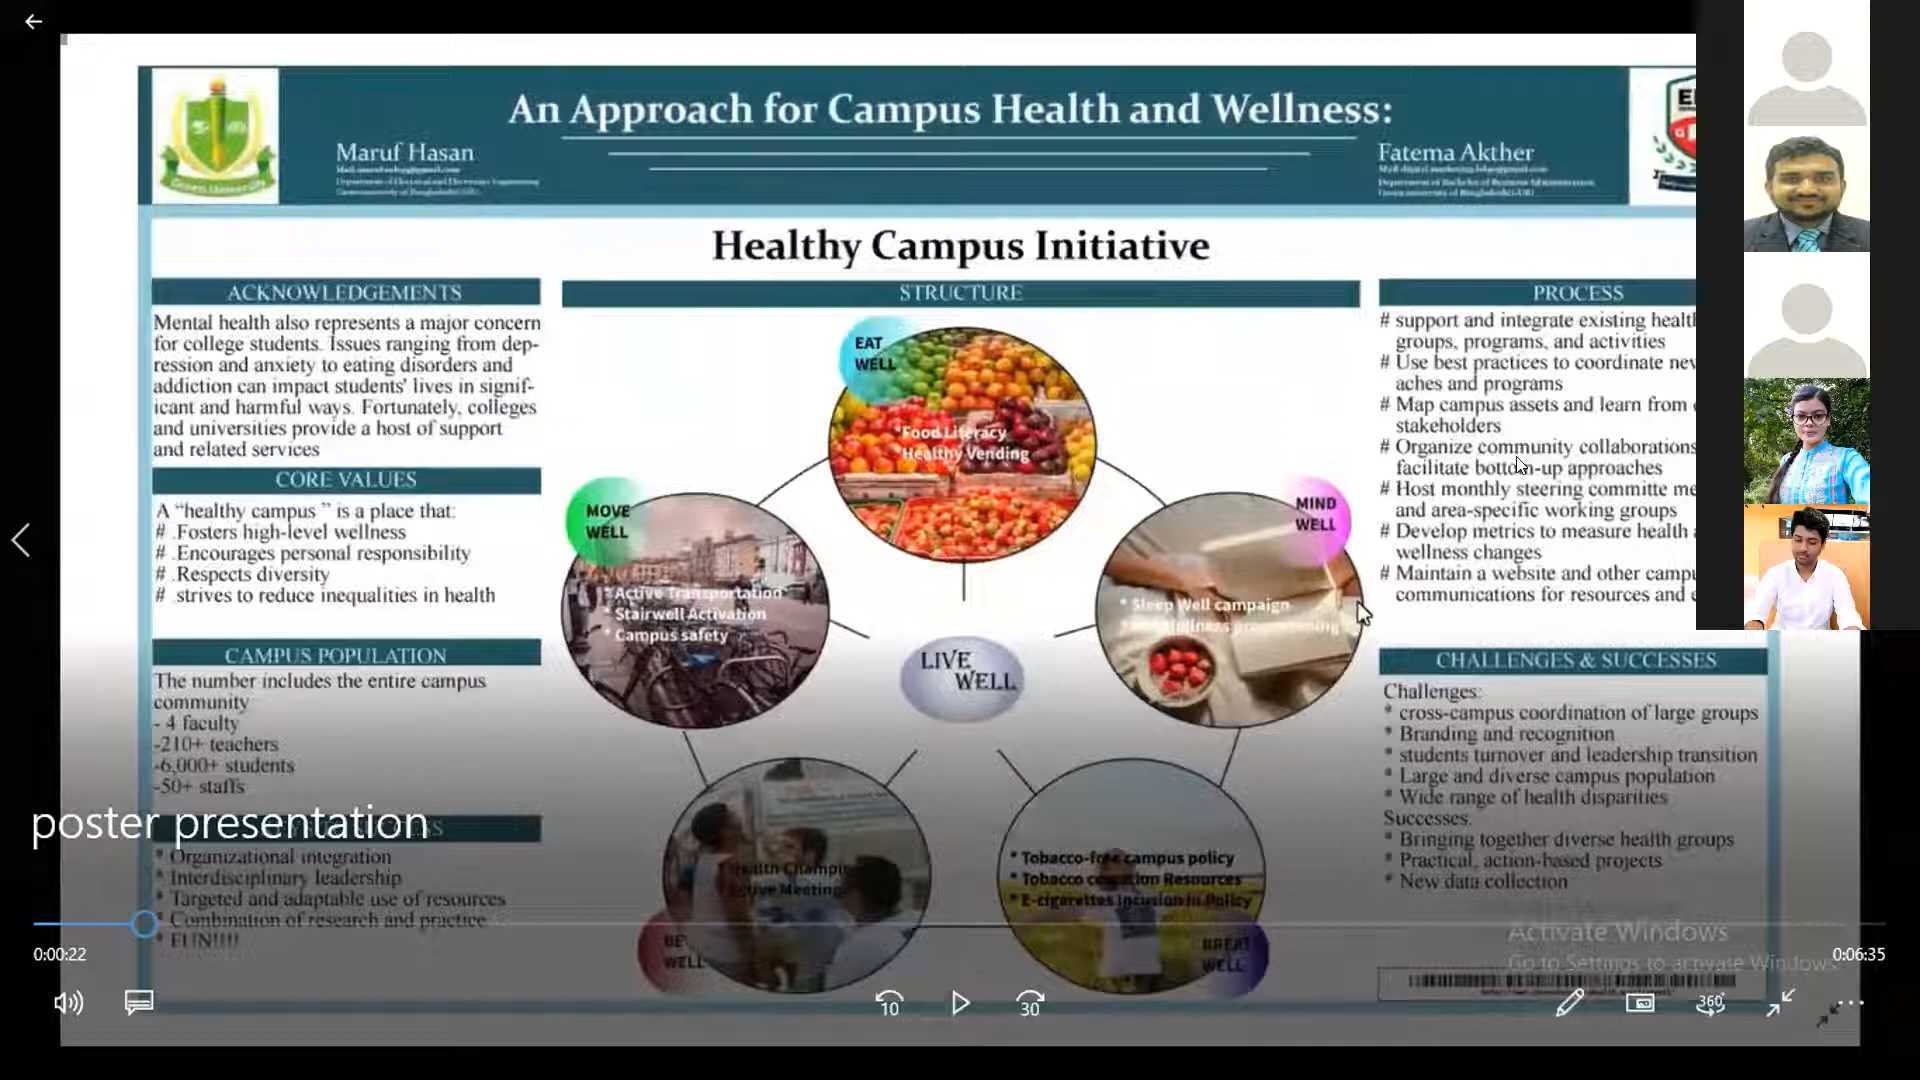 An Approach for Campus Health and Wellness:
Maruf Hasan
Fatema Akther
Healthy Campus Initiative
ACKNOWLEDGEMENTS
Mental health also represents a major concern
for college students. Issues ranging from dep-
ression and anxiety to eating disorders and
addiction can impact students' lives in signif-
icant and harmful ways. Fortunately, colleges
and universities provide a host of support
and related services
CORE VALUES
A “healthy campus ” is a place that:
# .Fosters high-level wellness
# .Encourages personal responsibility
# .Respects diversity
# .strives to reduce inequalities in health
CAMPUS POPULATION
The number includes the entire campus
community
- 4 faculty
-210+ teachers
-6,000+ students
-50+ staffs
* Organizational integration
* Interdisciplinary leadership
* Targeted and adaptable use of resources
* Combination of research and practice
* FUN!!!!
STRUCTURE
EAT
WELL
*Food Literacy
*Healthy Vending
MOVE
WELL
* Active Transportation
* Stairwell Activation
* Campus safety
MIND
WELL
* Sleep Well campaign
LIVE
WELL
WELL
* Tobacco-free campus policy
* Tobacco cessation Resources
* E-cigarettes incusion in Policy
WELL
PROCESS
# support and integrate existing health
groups, programs, and activities
# Use best practices to coordinate
aches and programs
# Map campus assets and learn from
stakeholders
# Organize community collaborations
facilitate bottom-up approaches
# Host monthly steering committe
and area-specific working groups
# Develop metrics to measure health
wellness changes
# Maintain a website and other
communications for resources and
CHALLENGES & SUCCESSES
Challenges:
* cross-campus coordination of large groups
* Branding and recognition
* students turnover and leadership transition
* Large and diverse campus population
* Wide range of health disparities
Successes:
* Bringing together diverse health groups
* Practical, action-based projects
* New data collection
Activate Windows
Go to Settings to activate Windows.
poster presentation
0:00:22
0:06:35
10
30
360